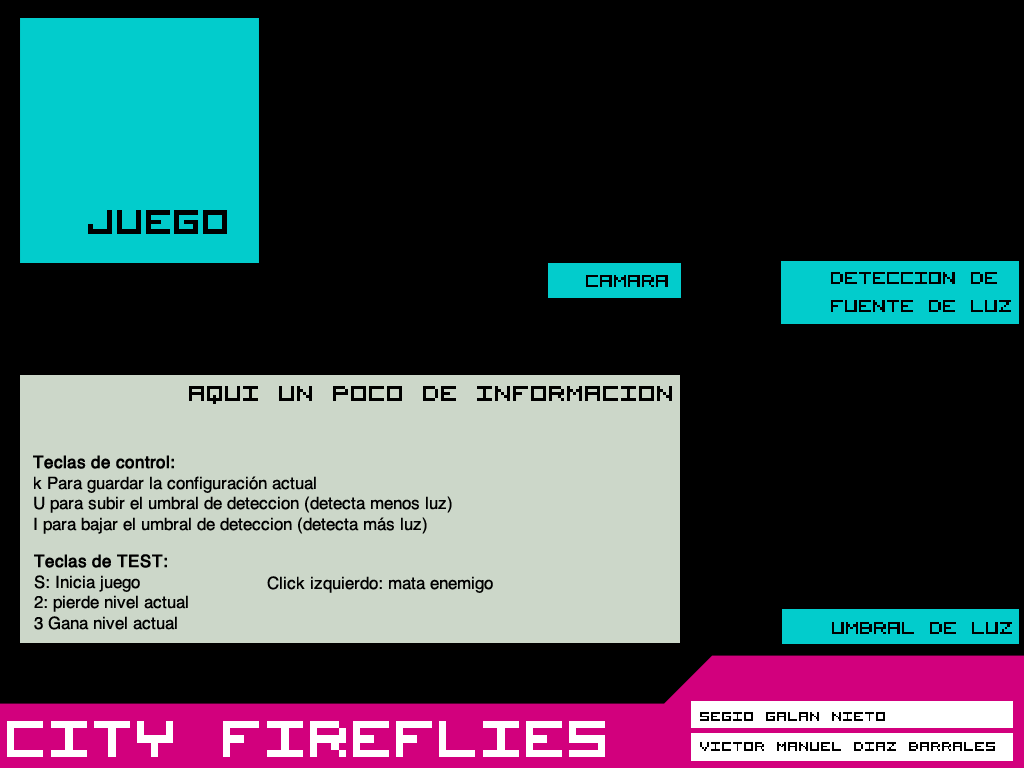 JUEGO
CAMARA
DETECCION DE
FUENTE DE LUZ
AQUI UN POCO DE INFORMACION
Teclas de control:
k Para guardar la configuración actual
U para subir el umbral de deteccion (detecta menos luz)
I para bajar el umbral de deteccion (detecta más luz)
Teclas de TEST:
S: Inicia juego
Click izquierdo: mata enemigo
2: pierde nivel actual
3 Gana nivel actual
UMBRAL DE LUZ
CITY FIREFLIES
SEGIO GALAN NIETO
VICTOR MANUEL DIAZ BARRALES